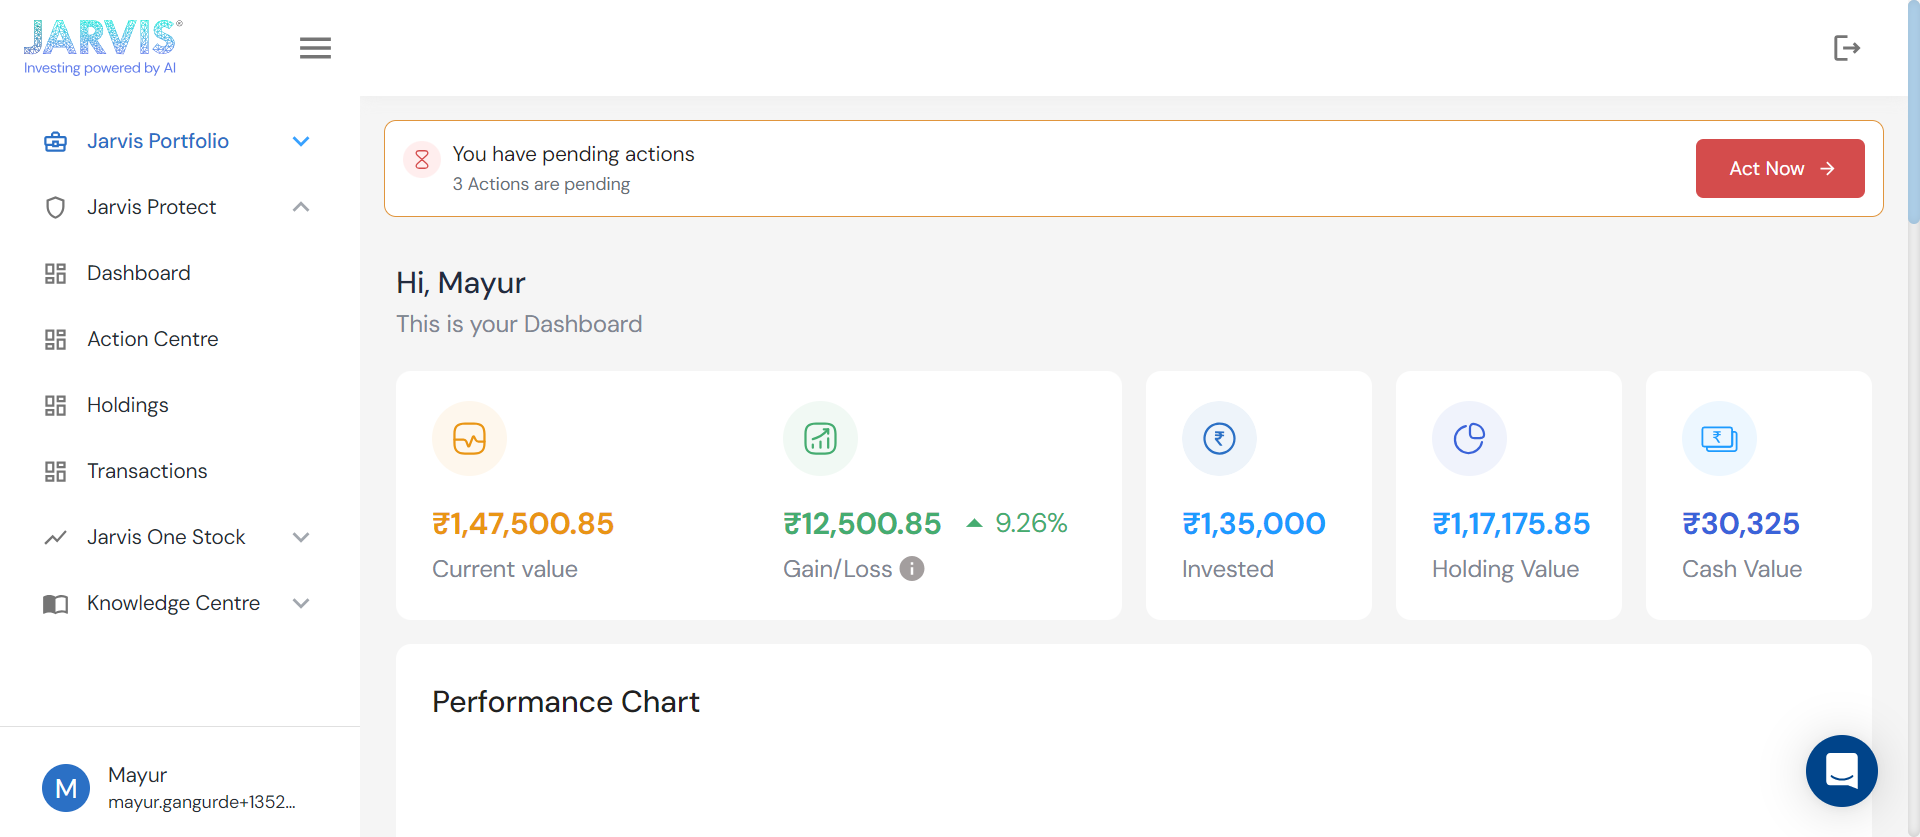 JARVIS®
Investing powered by AI
Jarvis Portfolio
Jarvis Protect
Dashboard
Action Centre
Holdings
Transactions
Jarvis One Stock
Knowledge Centre
M
Mayur
mayur.gangurde+1352...
You have pending actions
3 Actions are pending
Act Now
Hi, Mayur
This is your Dashboard
₹1,47,500.85
Current value
₹12,500.85 9.26%
Gain/Loss
₹1,35,000
Invested
₹1,17,175.85
Holding Value
₹30,325
Cash Value
Performance Chart